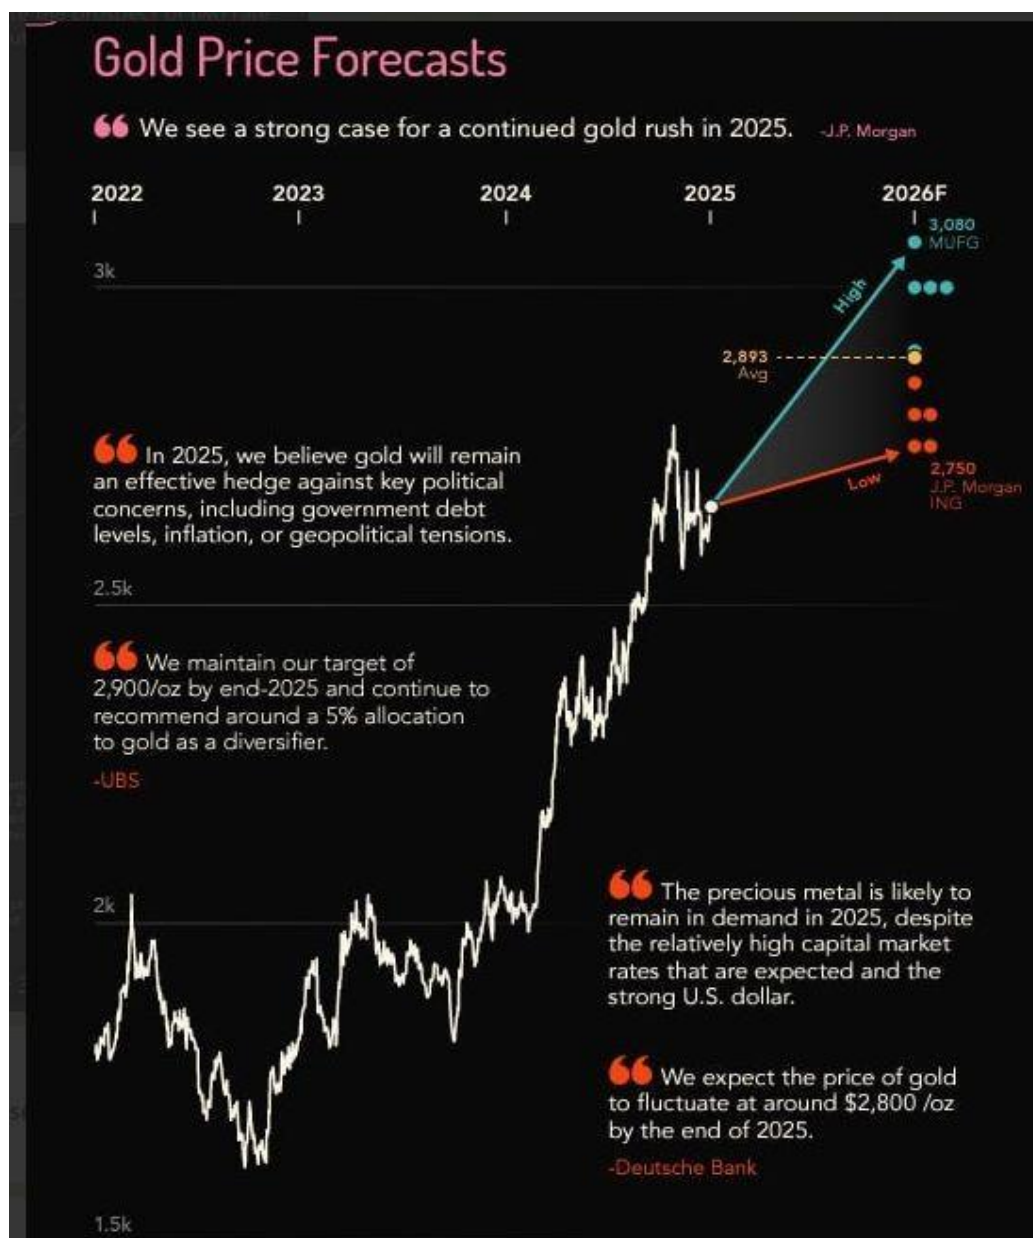 Gold Price Forecasts
❝ We see a strong case for a continued gold rush in 2025. -J.P. Morgan
2022 2023 2024 2025 2026F
3,080
MUFG
3k
High
2,893
Avg
❝ In 2025, we believe gold will remain
an effective hedge against key political
concerns, including government debt
levels, inflation, or geopolitical tensions.
Low
2,750
J.P. Morgan
ING
2.5k
❝ We maintain our target of
2,900/oz by end-2025 and continue to
recommend around a 5% allocation
to gold as a diversifier.
-UBS
2k
❝ The precious metal is likely to
remain in demand in 2025, despite
the relatively high capital market
rates that are expected and the
strong U.S. dollar.
❝ We expect the price of gold
to fluctuate at around $2,800 /oz
by the end of 2025.
-Deutsche Bank
1.5k